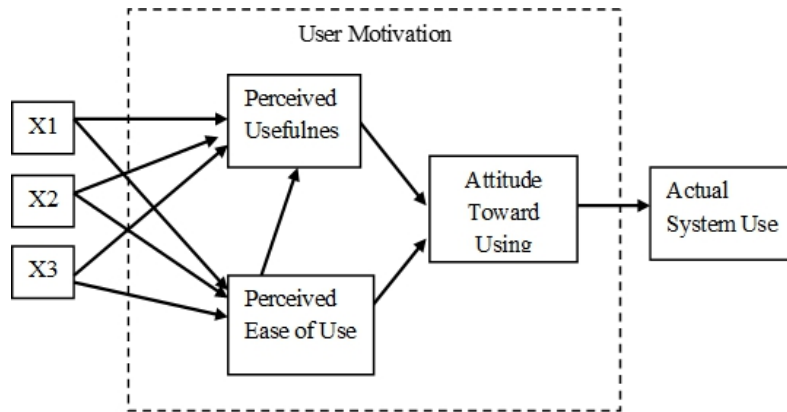 User Motivation
X1
X2
X3
Perceived
Usefulnes
Perceived
Ease of Use
Attitude
Toward
Using
Actual
System Use